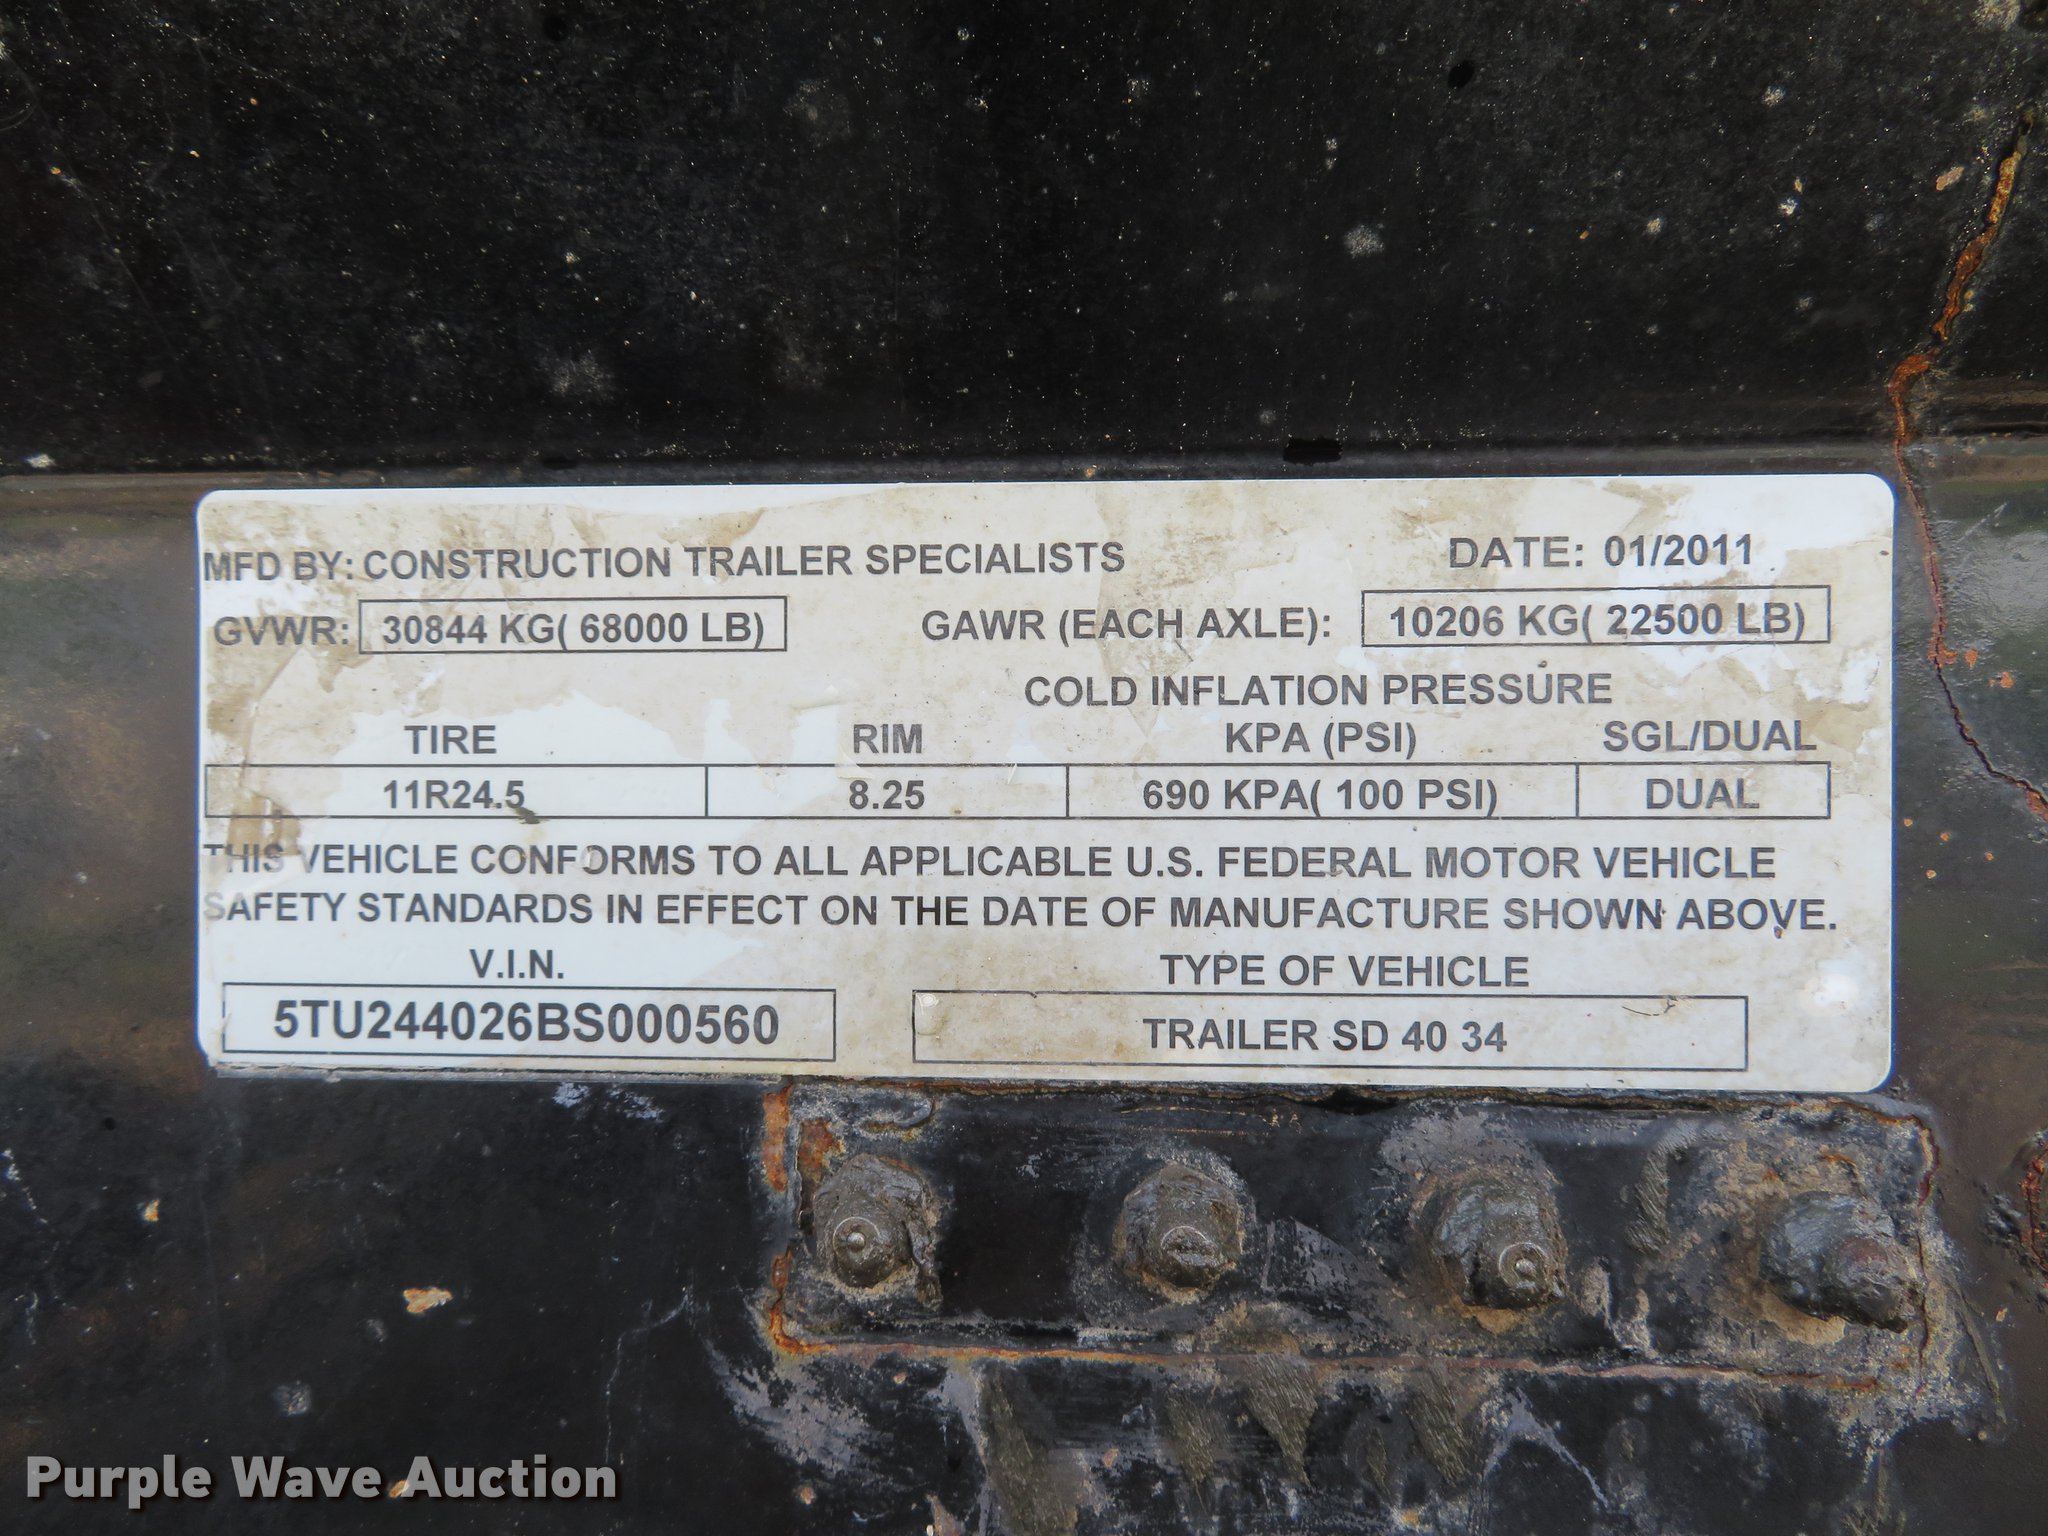 MFD BY: CONSTRUCTION TRAILER SPECIALISTS DATE: 01/2011
GVWR: 30844 KG( 68000 LB) GAWR (EACH AXLE): 10206 KG( 22500 LB)
COLD INFLATION PRESSURE
TIRE RIM KPA (PSI) SGL/DUAL
11R24.5 8.25 690 KPA( 100 PSI) DUAL
THIS VEHICLE CONFORMS TO ALL APPLICABLE U.S. FEDERAL MOTOR VEHICLE
SAFETY STANDARDS IN EFFECT ON THE DATE OF MANUFACTURE SHOWN ABOVE.
V.I.N. TYPE OF VEHICLE
5TU244026BS000560 TRAILER SD 40 34
Purple Wave Auction